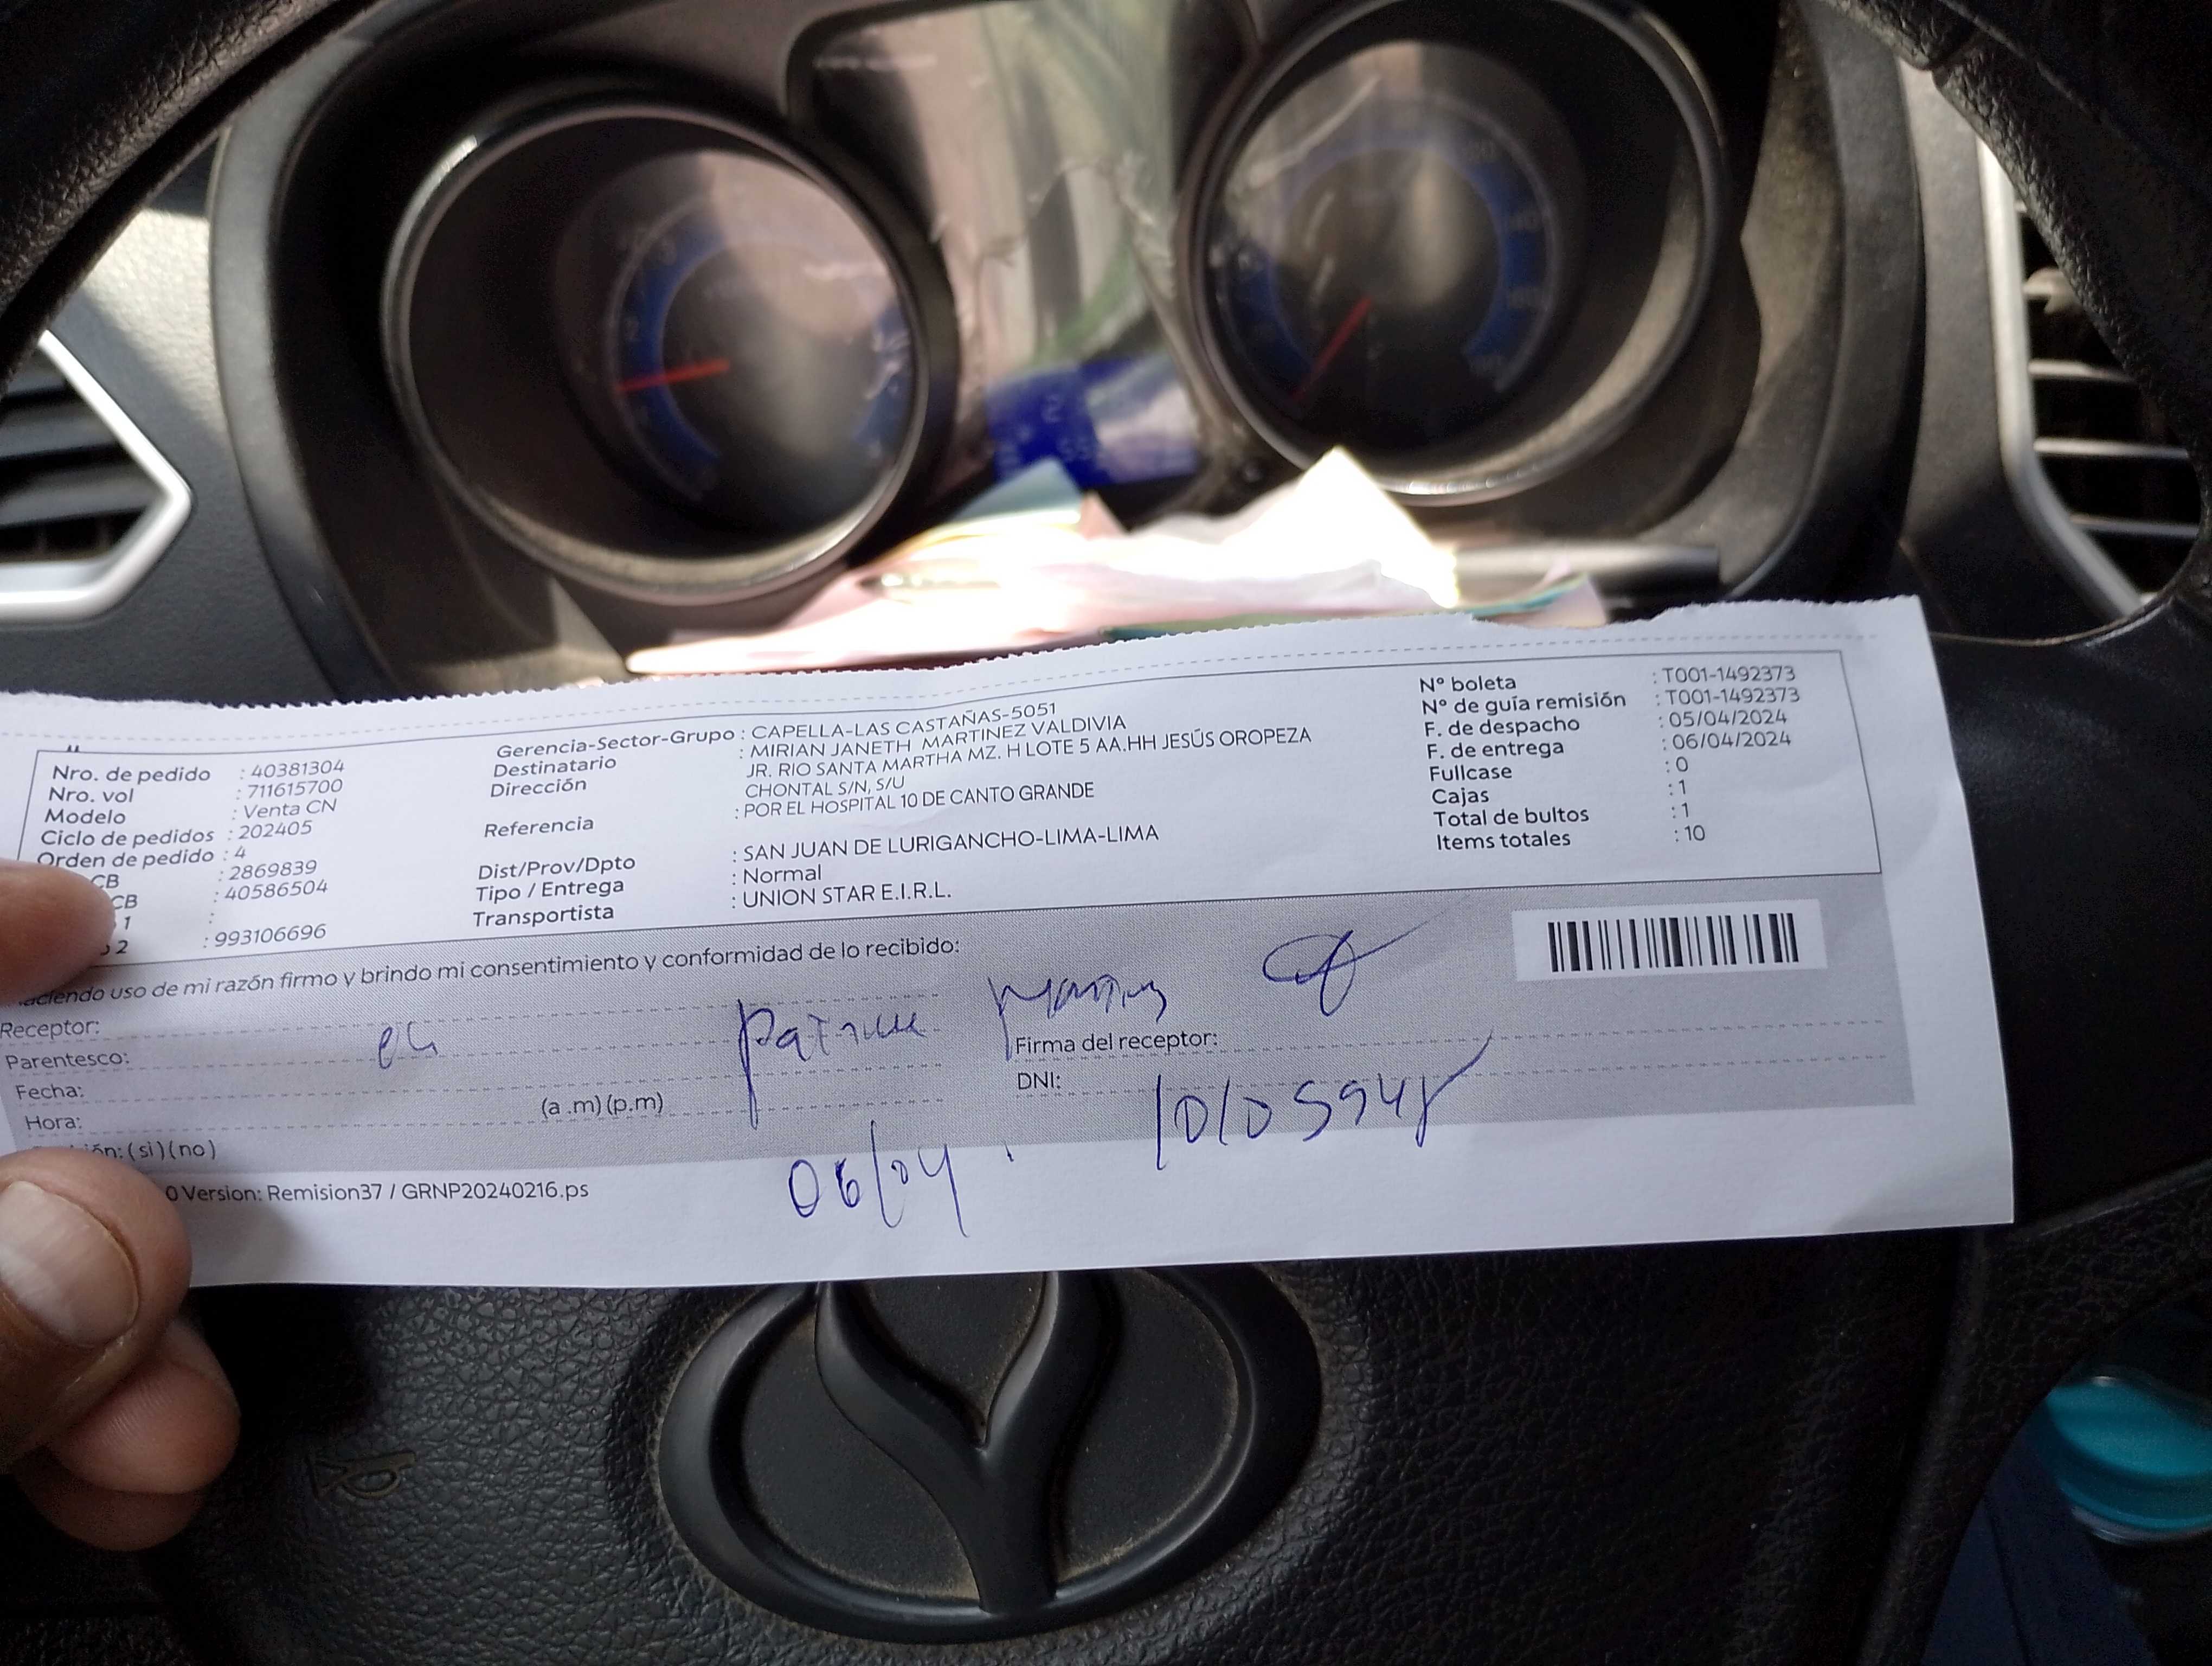 Nro. de pedido : 40381304
Nro. vol : 711615700
Modelo : Venta CN
Ciclo de pedidos : 202405
Orden de pedido : 4
CB : 2869839
CB : 40586504
1 :
2 : 993106696
Gerencia-Sector-Grupo : CAPELLA-LAS CASTAÑAS-5051
Destinatario : MIRIAN JANETH MARTINEZ VALDIVIA
Dirección JR. RIO SANTA MARTHA MZ. H LOTE 5 AA.HH JESÚS OROPEZA
CHONTAL S/N, S/U
Referencia : POR EL HOSPITAL 10 DE CANTO GRANDE
Dist/Prov/Dpto : SAN JUAN DE LURIGANCHO-LIMA-LIMA
Tipo / Entrega : Normal
Transportista : UNION STAR E.I.R.L.
N° boleta : T001-1492373
N° de guía remisión : T001-1492373
F. de despacho : 05/04/2024
F. de entrega : 06/04/2024
Fullcase : 0
Cajas : 1
Total de bultos : 1
Items totales : 10
haciendo uso de mi razón firmo y brindo mi consentimiento y conformidad de lo recibido:
Receptor:
Parentesco:
Fecha:
Hora: (a .m) (p.m)
ón: (si) (no)
Firma del receptor:
DNI:
06/04
0 Version: Remision37 / GRNP20240216.ps